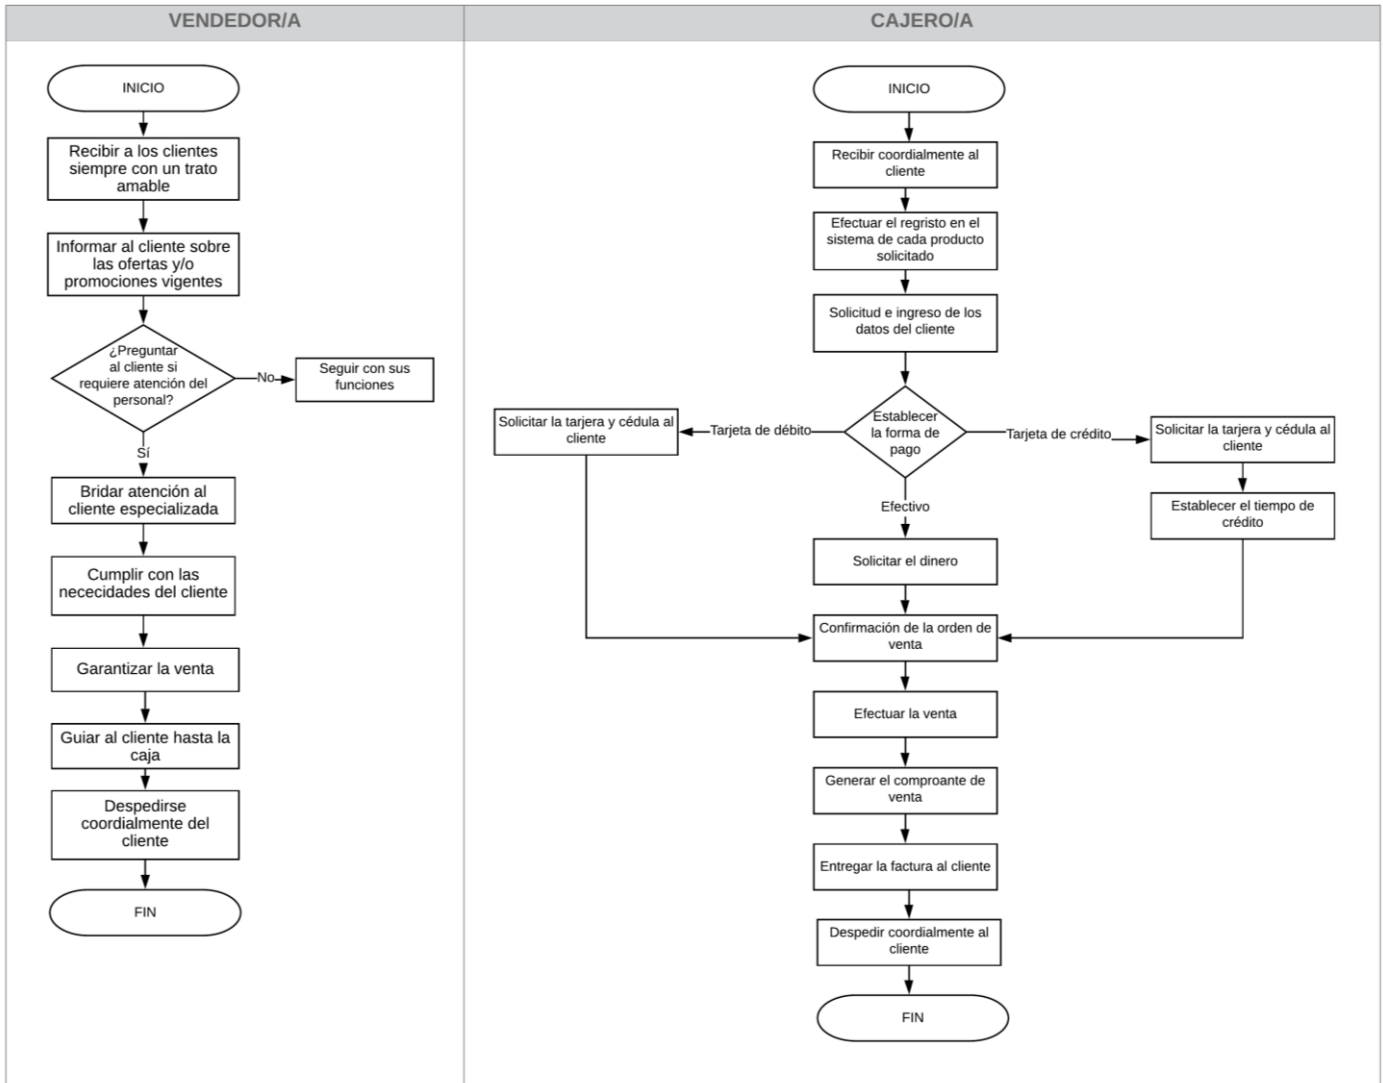 VENDEDOR/A
INICIO
Recibir a los clientes
siempre con un trato
amable
Informar al cliente sobre
las ofertas y/o
promociones vigentes
¿Preguntar
al cliente si
requiere atención del
personal?
No
Seguir con sus
funciones
Sí
Bridar atención al
cliente especializada
Cumplir con las
nececidades del cliente
Garantizar la venta
Guiar al cliente hasta la
caja
Despedirse
coordialmente del
cliente
FIN
CAJERO/A
INICIO
Recibir coordialmente al
cliente
Efectuar el regristo en el
sistema de cada producto
solicitado
Solicitud e ingreso de los
datos del cliente
Establecer
la forma de
pago
Tarjeta de débito
Solicitar la tarjera y cédula al
cliente
Tarjeta de crédito
Solicitar la tarjera y cédula al
cliente
Establecer el tiempo de
crédito
Efectivo
Solicitar el dinero
Confirmación de la orden de
venta
Efectuar la venta
Generar el comproante de
venta
Entregar la factura al cliente
Despedir coordialmente al
cliente
FIN